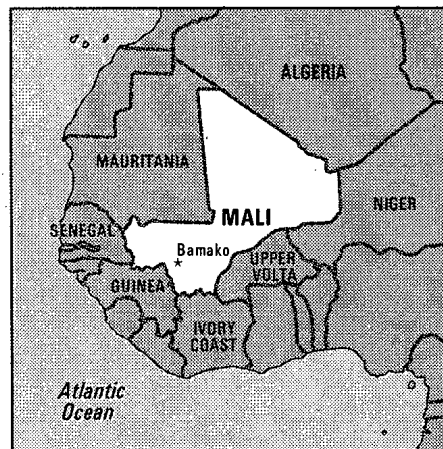 ALGERIA
MAURITANIA
MALI
NIGER
SENEGAL
Bamako
UPPER
VOLTA
GUINEA
IVORY
COAST
Atlantic
Ocean